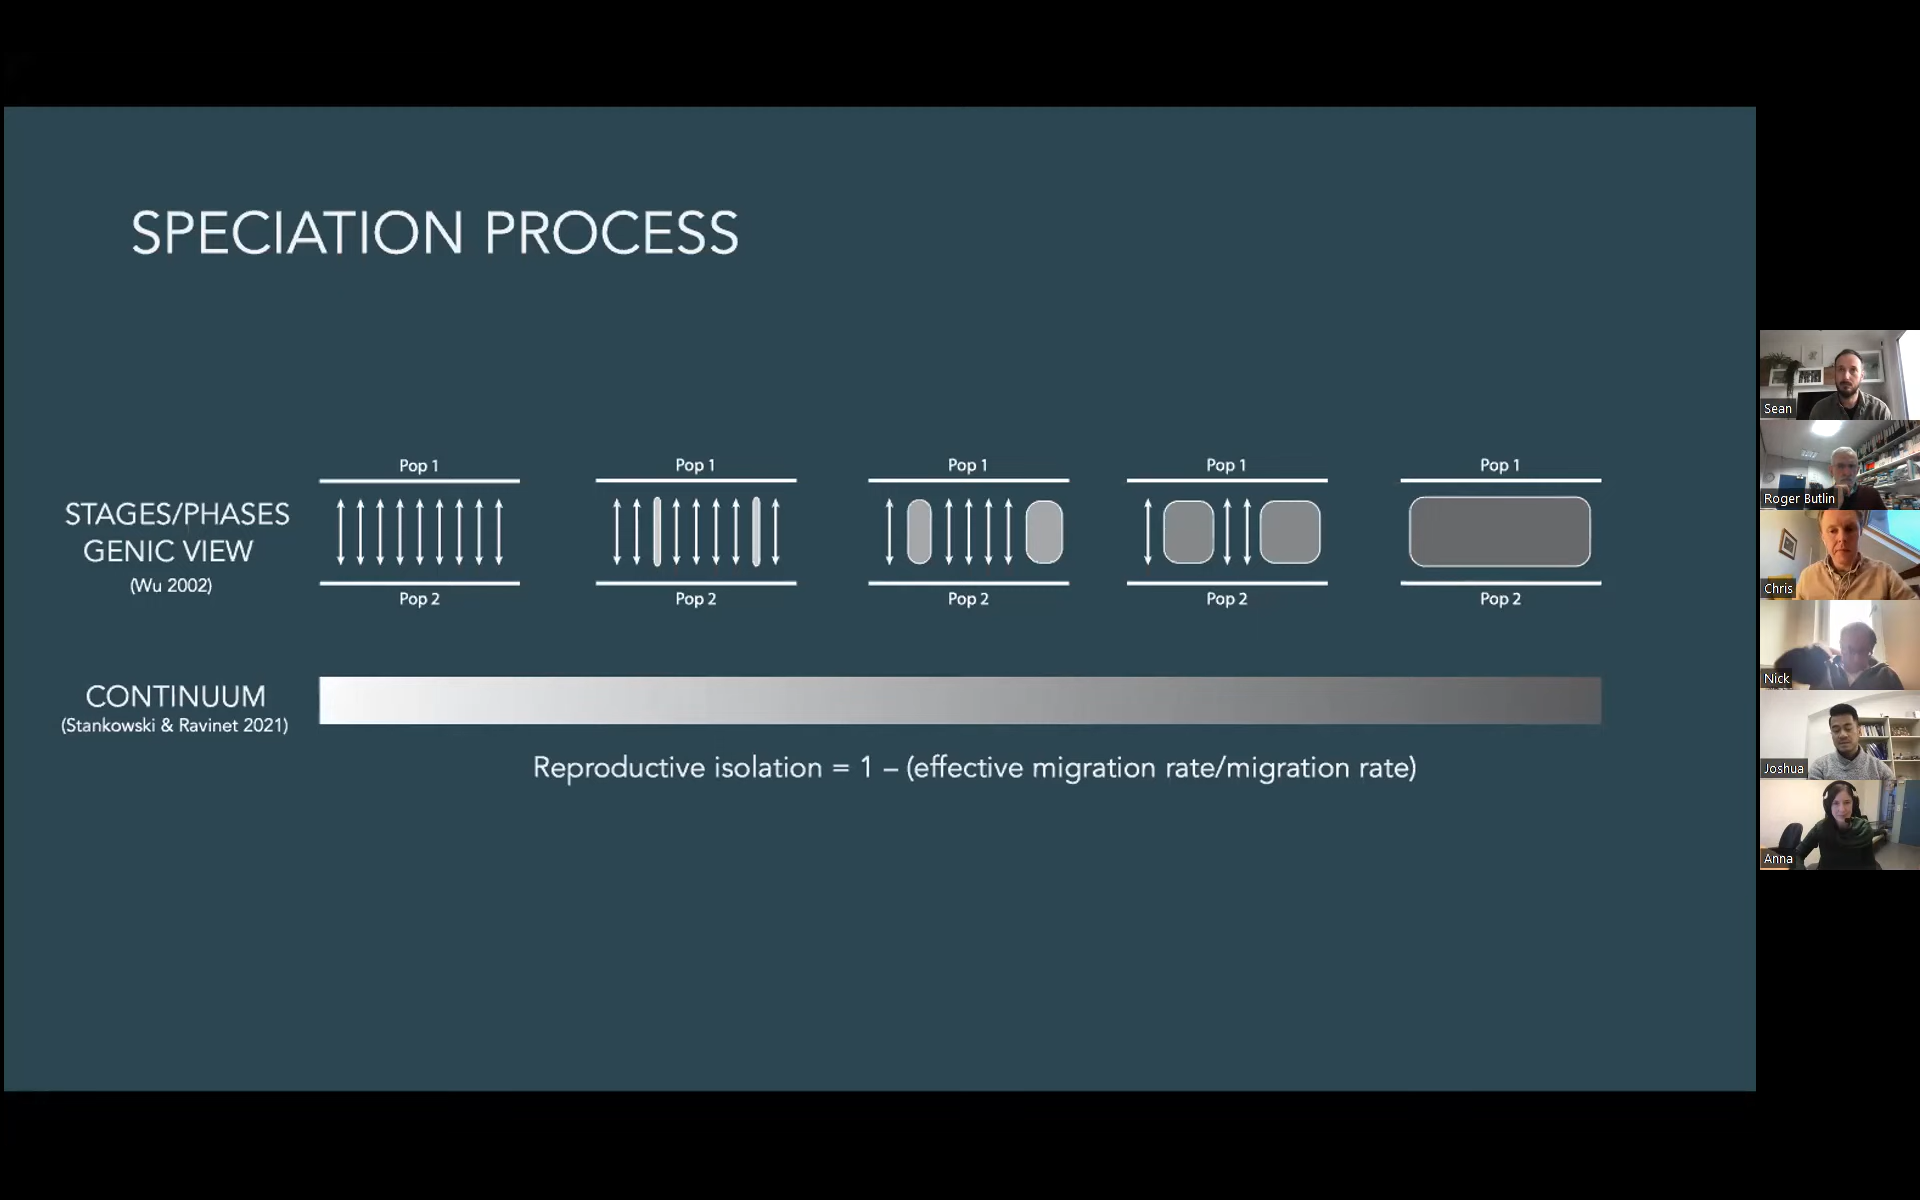 SPECIATION PROCESS
Pop 1
Pop 1
Pop 1
Pop 1
Pop 1
STAGES/PHASES
GENIC VIEW
(Wu 2002)
Pop 2
Pop 2
Pop 2
Pop 2
Pop 2
CONTINUUM
(Stankowski & Ravinet 2021)
Reproductive isolation = 1 – (effective migration rate/migration rate)
Sean
Roger Butlin
Chris
Nick
Joshua
Anna